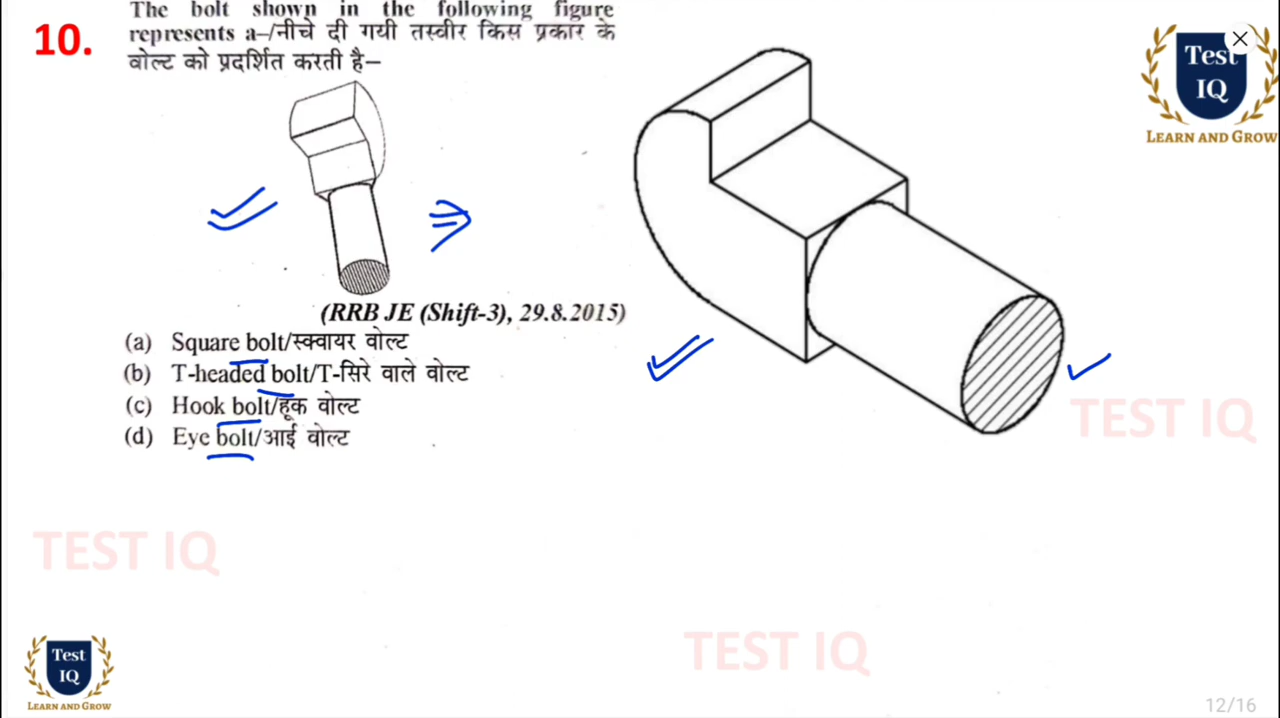 10.
The bolt shown in the following figure
represents a–/नीचे दी गयी तस्वीर किस प्रकार के
वोल्ट को प्रदर्शित करती है–
(RRB JE (Shift-3), 29.8.2015)
(a) Square bolt/स्क्वायर वोल्ट
(b) T-headed bolt/T-सिरे वाले वोल्ट
(c) Hook bolt/हूक वोल्ट
(d) Eye bolt/आई वोल्ट
Test
IQ
LEARN AND GROW
TEST IQ
TEST IQ
TEST IQ
Test
IQ
LEARN AND GROW
12/16